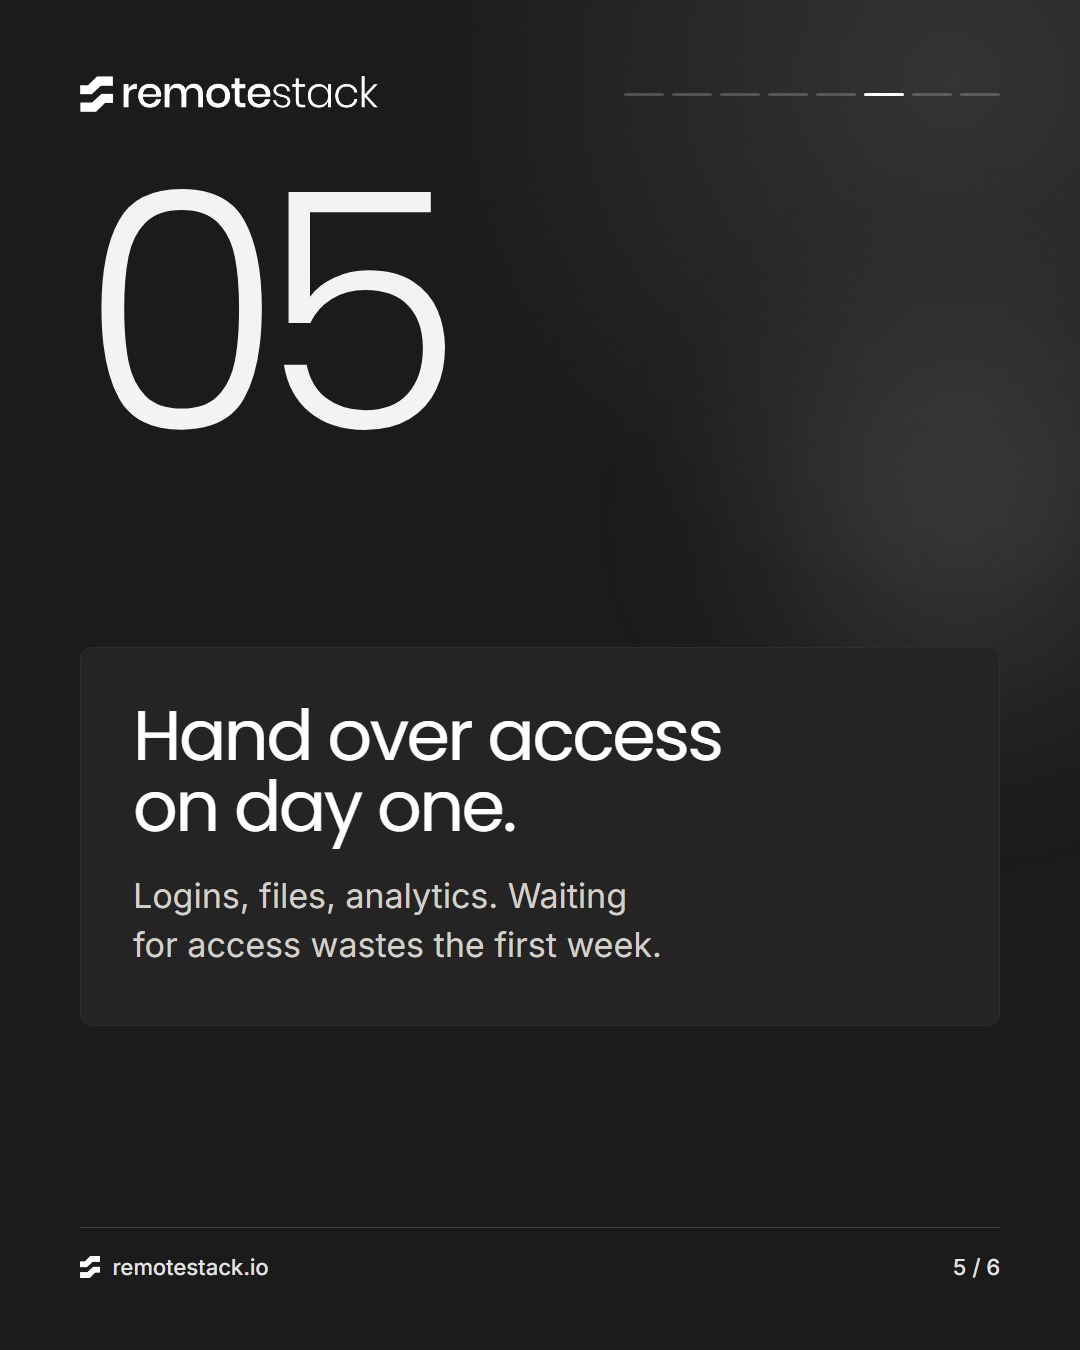 remotestack
05
Hand over access
on day one.
Logins, files, analytics. Waiting
for access wastes the first week.
remotestack.io
5 / 6